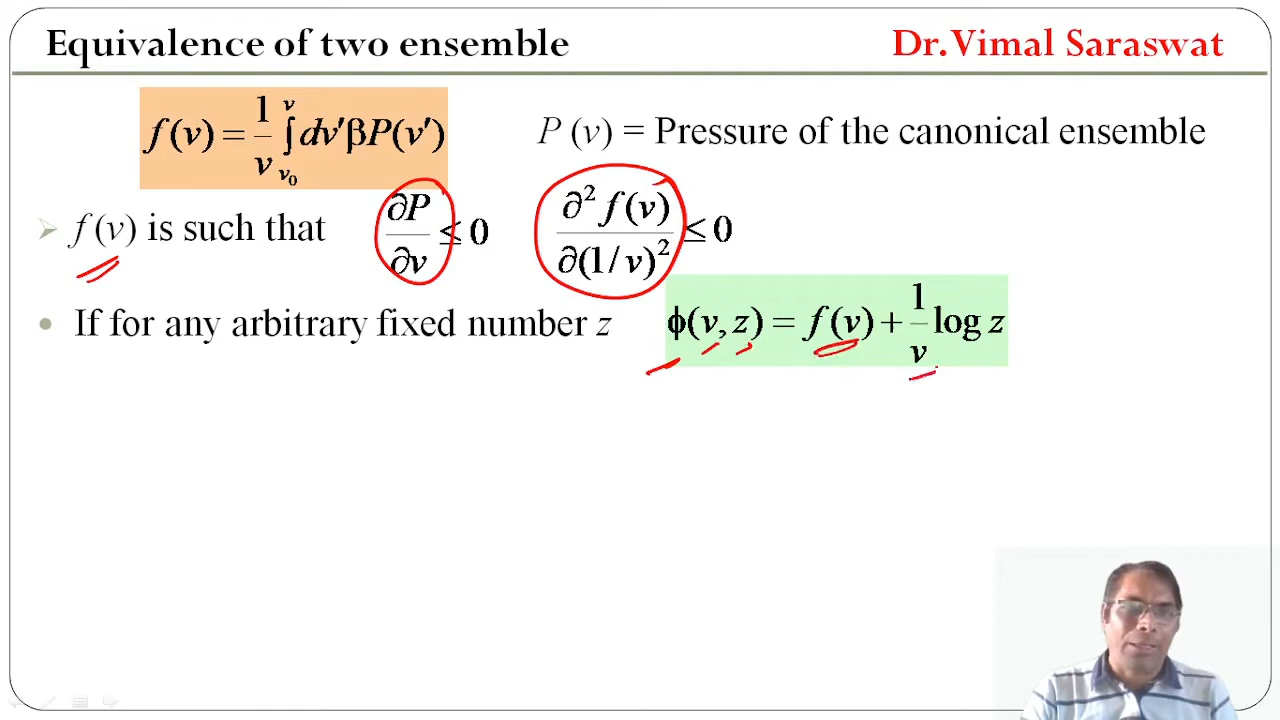 Equivalence of two ensemble Dr. Vimal Saraswat
f(v) = 1/v ∫_{v₀}^{v} dv′βP(v′) P (v) = Pressure of the canonical ensemble
➢ f (v) is such that ∂P/∂v ≤ 0 ∂²f(v)/∂(1/v)² ≤ 0
• If for any arbitrary fixed number z ϕ(v, z) = f(v) + 1/v log z